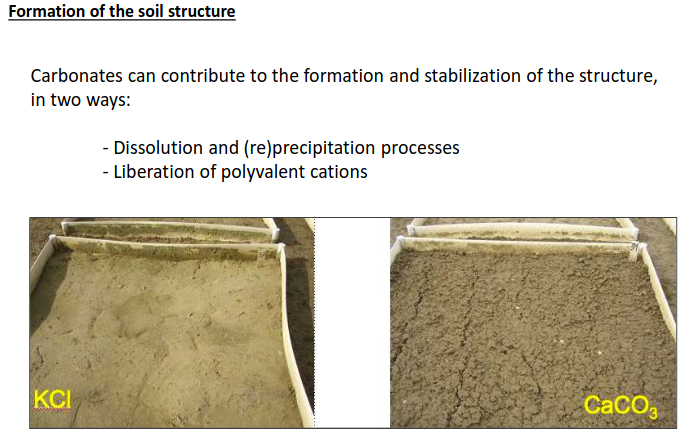 Formation of the soil structure
Carbonates can contribute to the formation and stabilization of the structure,
in two ways:
- Dissolution and (re)precipitation processes
- Liberation of polyvalent cations
KCl
CaCO₃